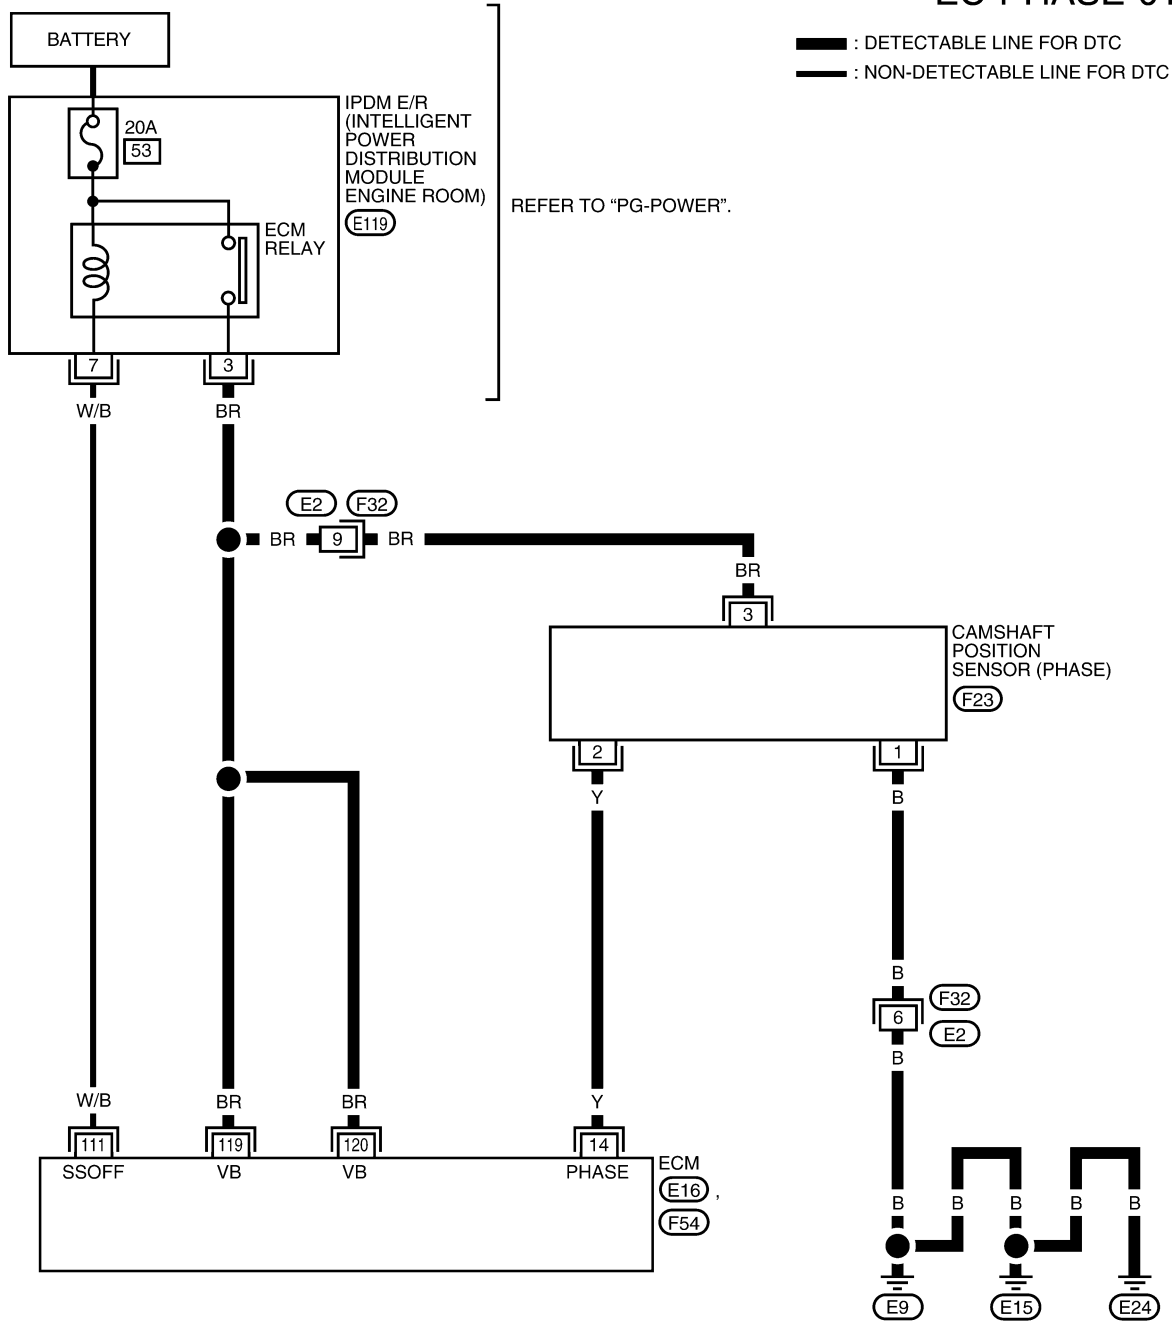 : DETECTABLE LINE FOR DTC
: NON-DETECTABLE LINE FOR DTC
BATTERY
20A
53
IPDM E/R
(INTELLIGENT
POWER
DISTRIBUTION
MODULE
ENGINE ROOM)
E119
REFER TO “PG-POWER”.
ECM
RELAY
7
3
W/B
BR
E2
F32
BR
9
BR
BR
3
CAMSHAFT
POSITION
SENSOR (PHASE)
F23
2
1
Y
B
B
6
F32
E2
B
W/B
BR
BR
Y
111
119
120
14
SSOFF
VB
VB
PHASE
ECM
E16 ,
F54
B
B
B
B
B
E9
E15
E24